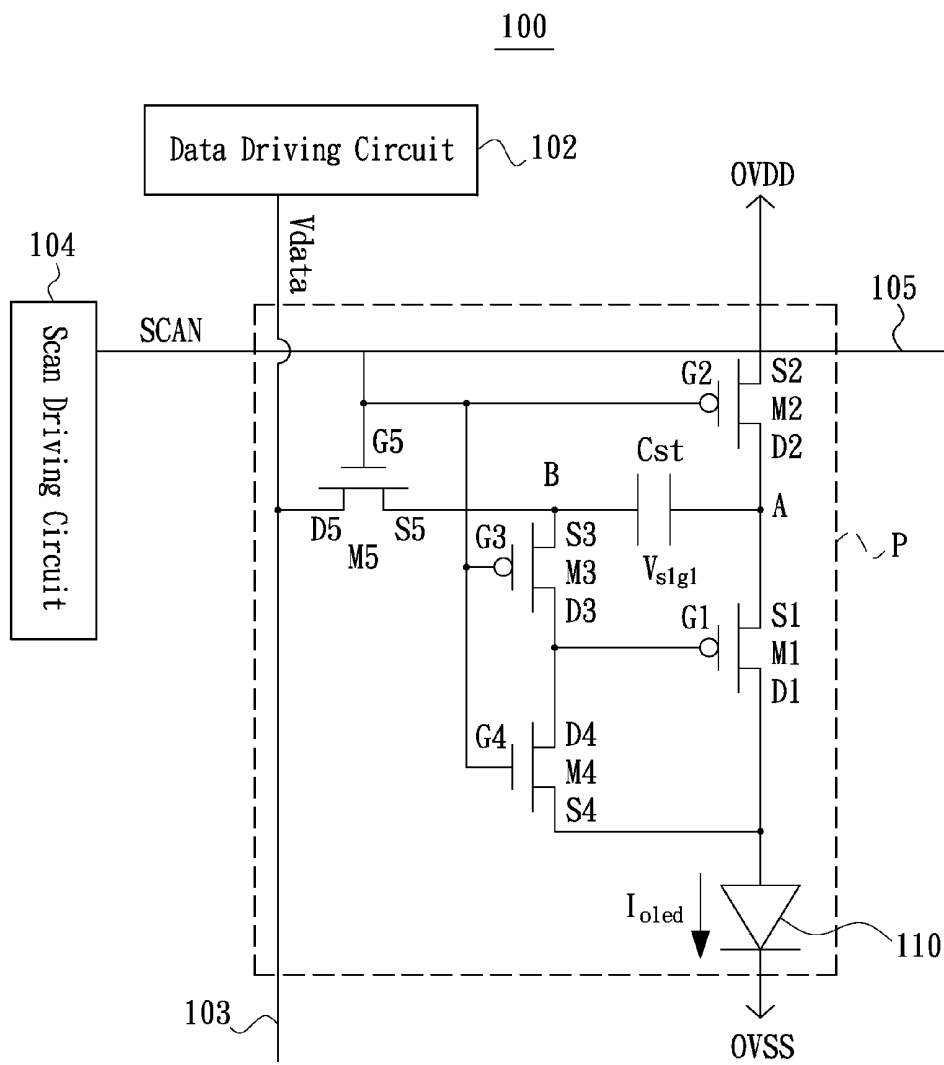 100
Data Driving Circuit
102
OVDD
Vdata
104
Scan Driving Circuit
SCAN
105
G2
S2
M2
D2
G5
Cst
B
A
D5
S5
M5
G3
S3
M3
D3
Vs1g1
P
G1
S1
M1
D1
G4
D4
M4
S4
Ioled
110
103
OVSS